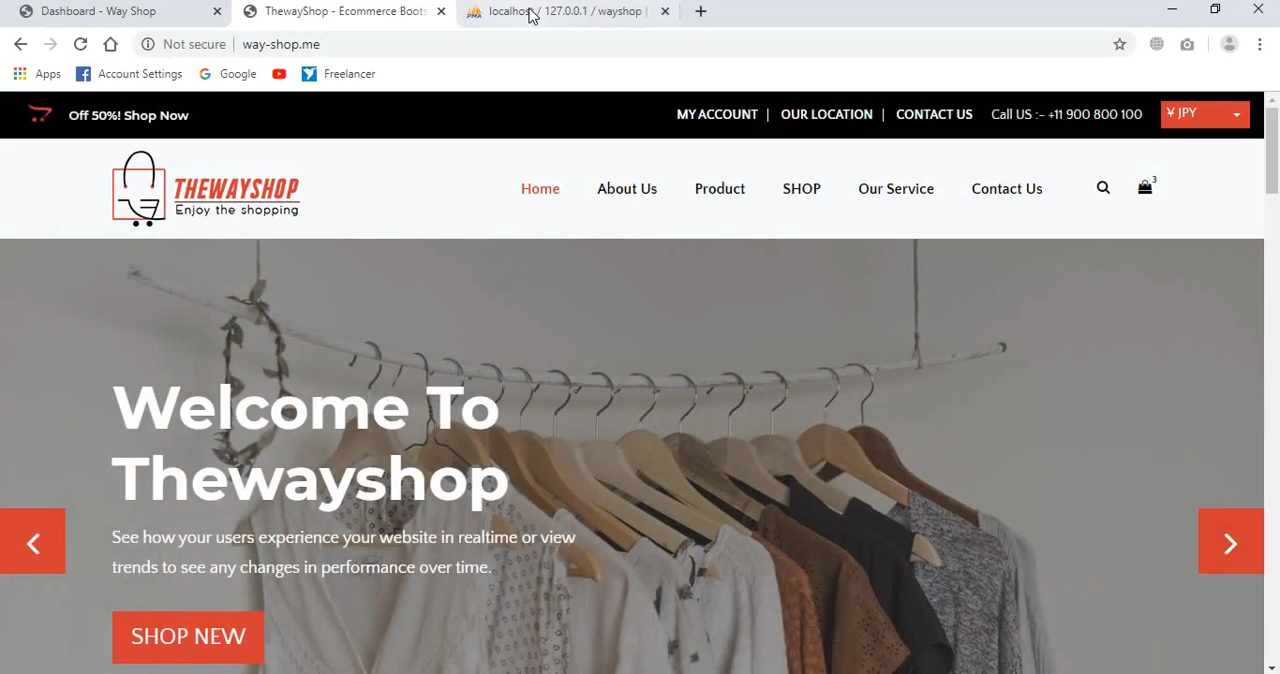 Dashboard - Way Shop
ThewayShop - Ecommerce Boots
PMA
localhost / 127.0.0.1 / wayshop |
Not secure
way-shop.me
Apps
Account Settings
Google
Freelancer
Off 50%! Shop Now
MY ACCOUNT | OUR LOCATION | CONTACT US
Call US :- +11 900 800 100
¥ JPY
THEWAYSHOP
Enjoy the shopping
Home
About Us
Product
SHOP
Our Service
Contact Us
3
Welcome To
Thewayshop
See how your users experience your website in realtime or view
trends to see any changes in performance over time.
SHOP NEW